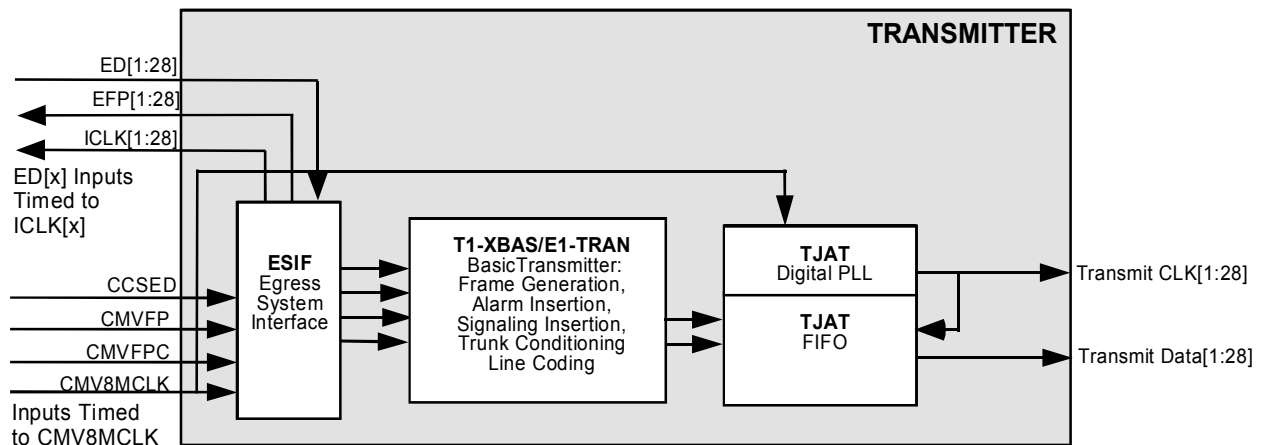 TRANSMITTER
ED[1:28]
EFP[1:28]
ICLK[1:28]
ED[x] Inputs
Timed to
ICLK[x]
CCSED
CMVFP
CMVFPC
CMV8MCLK
Inputs Timed
to CMV8MCLK
ESIF
Egress
System
Interface
T1-XBAS/E1-TRAN
BasicTransmitter:
Frame Generation,
Alarm Insertion,
Signaling Insertion,
Trunk Conditioning
Line Coding
TJAT
Digital PLL
TJAT
FIFO
Transmit CLK[1:28]
Transmit Data[1:28]